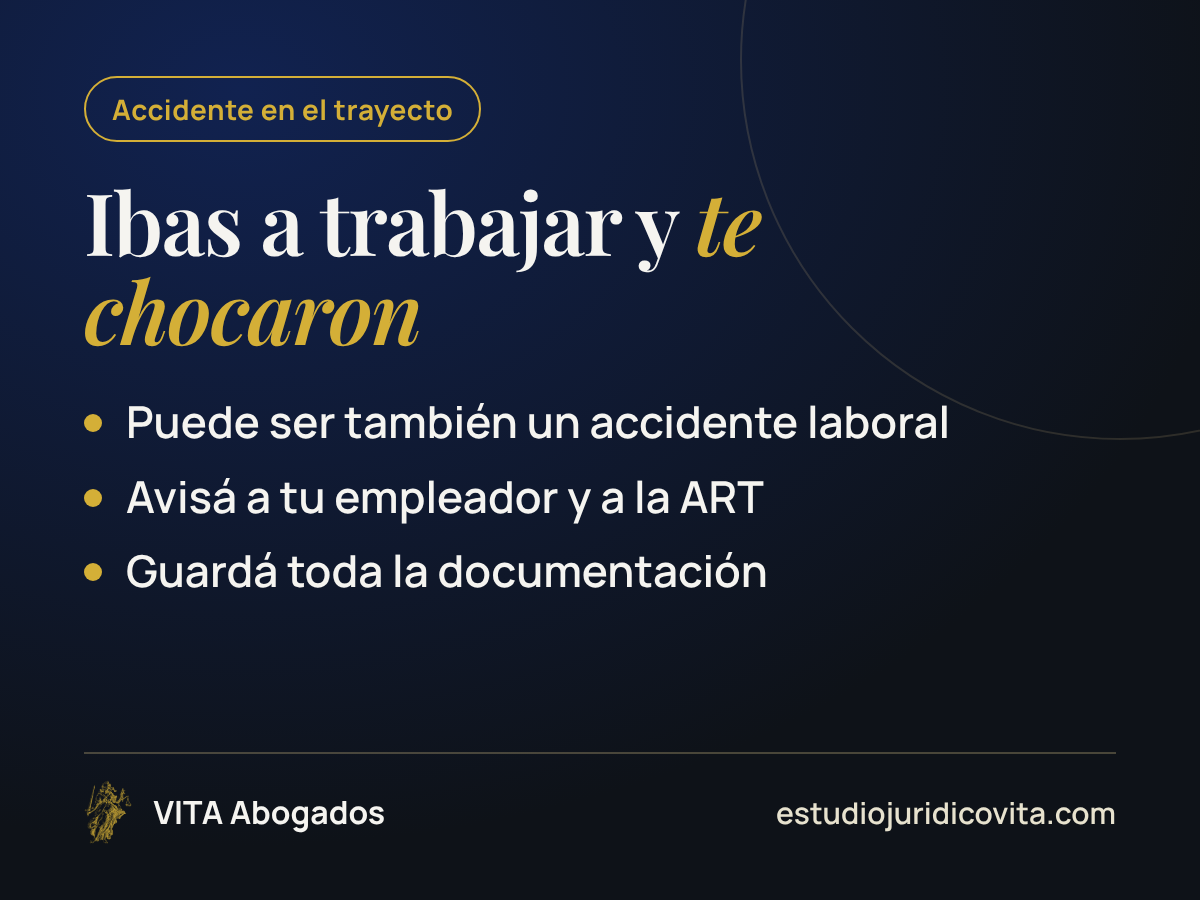 Accidente en el trayecto
Ibas a trabajar y te
chocaron
Puede ser también un accidente laboral
Avisá a tu empleador y a la ART
Guardá toda la documentación
VITA Abogados
estudiojuridicovita.com